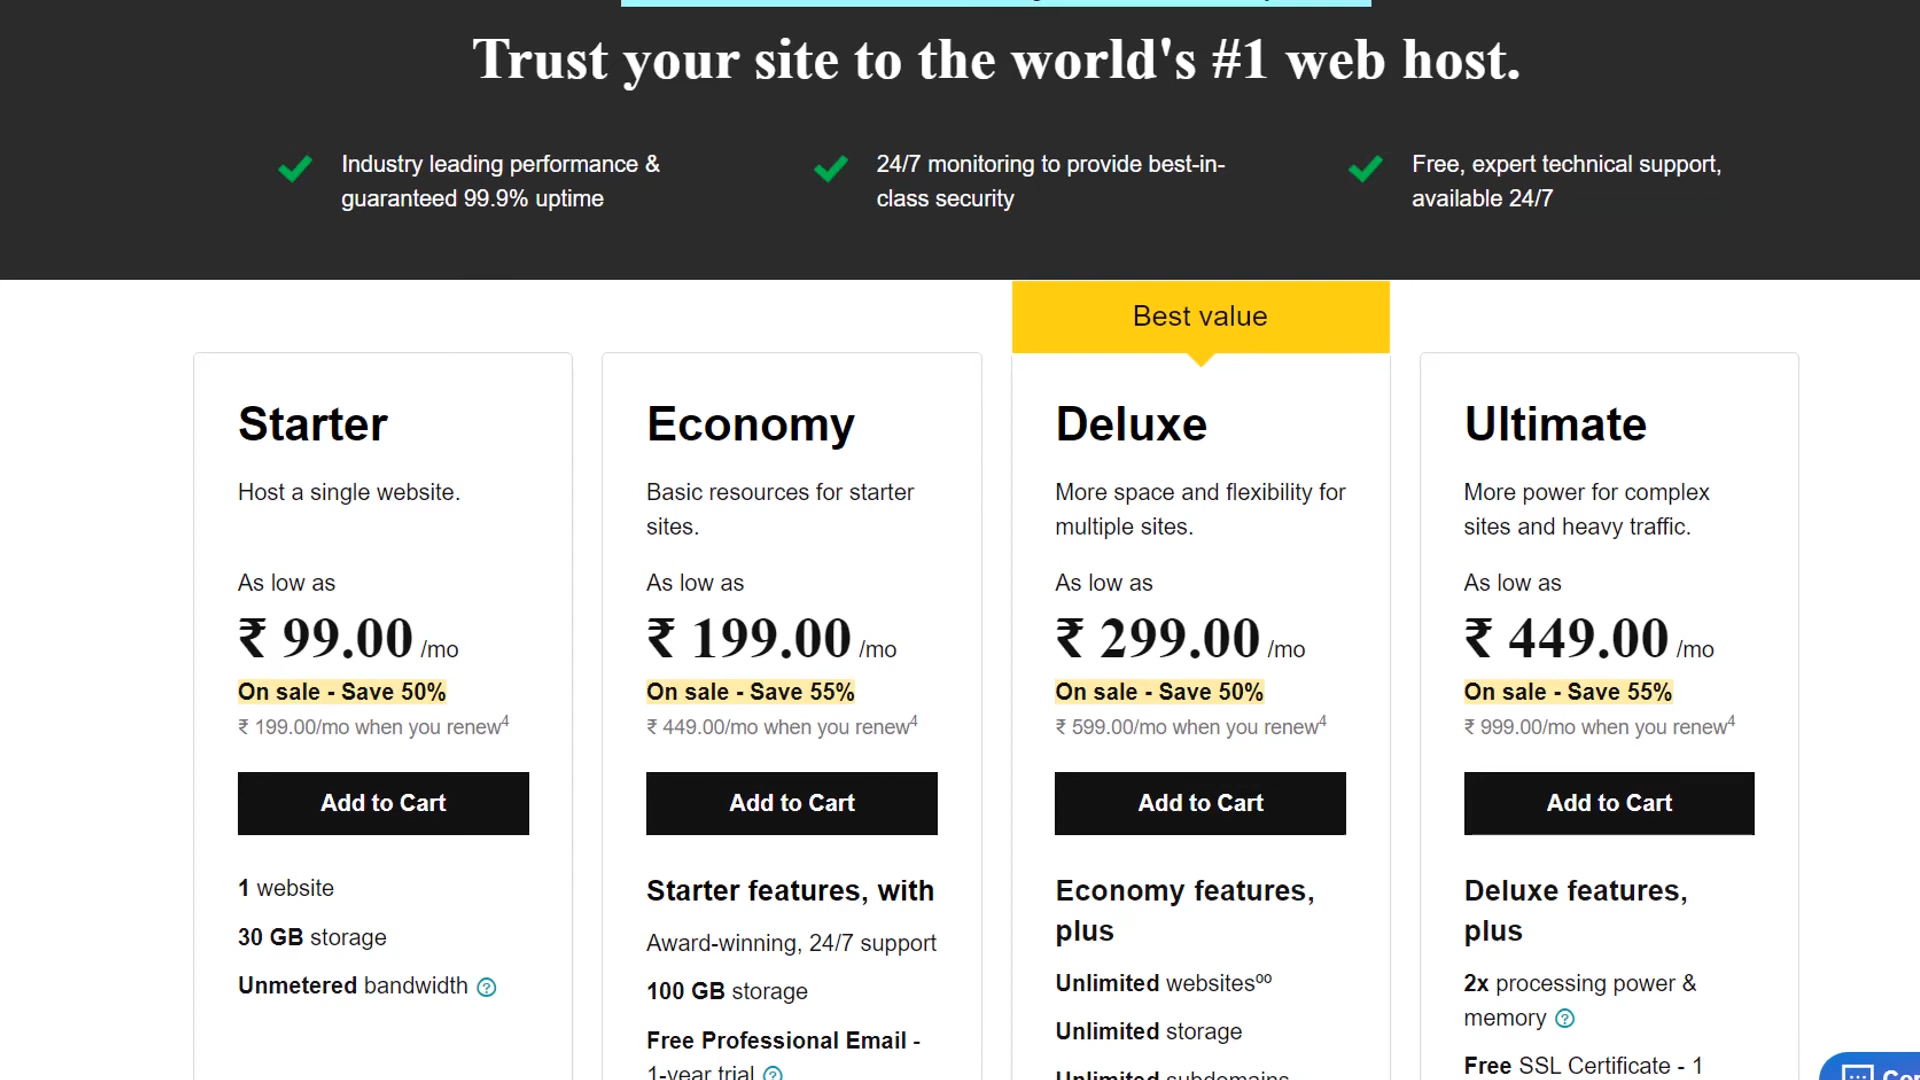 Trust your site to the world's #1 web host.
Industry leading performance &
guaranteed 99.9% uptime
24/7 monitoring to provide best-in-
class security
Free, expert technical support,
available 24/7
Best value
Starter
Host a single website.
As low as
₹ 99.00 /mo
On sale - Save 50%
₹ 199.00/mo when you renew4
Add to Cart
1 website
30 GB storage
Unmetered bandwidth
Economy
Basic resources for starter
sites.
As low as
₹ 199.00 /mo
On sale - Save 55%
₹ 449.00/mo when you renew4
Add to Cart
Starter features, with
Award-winning, 24/7 support
100 GB storage
Free Professional Email -
1-year trial
Deluxe
More space and flexibility for
multiple sites.
As low as
₹ 299.00 /mo
On sale - Save 50%
₹ 599.00/mo when you renew4
Add to Cart
Economy features,
plus
Unlimited websites∞
Unlimited storage
Unlimited subdomains
Ultimate
More power for complex
sites and heavy traffic.
As low as
₹ 449.00 /mo
On sale - Save 55%
₹ 999.00/mo when you renew4
Add to Cart
Deluxe features,
plus
2x processing power &
memory
Free SSL Certificate - 1